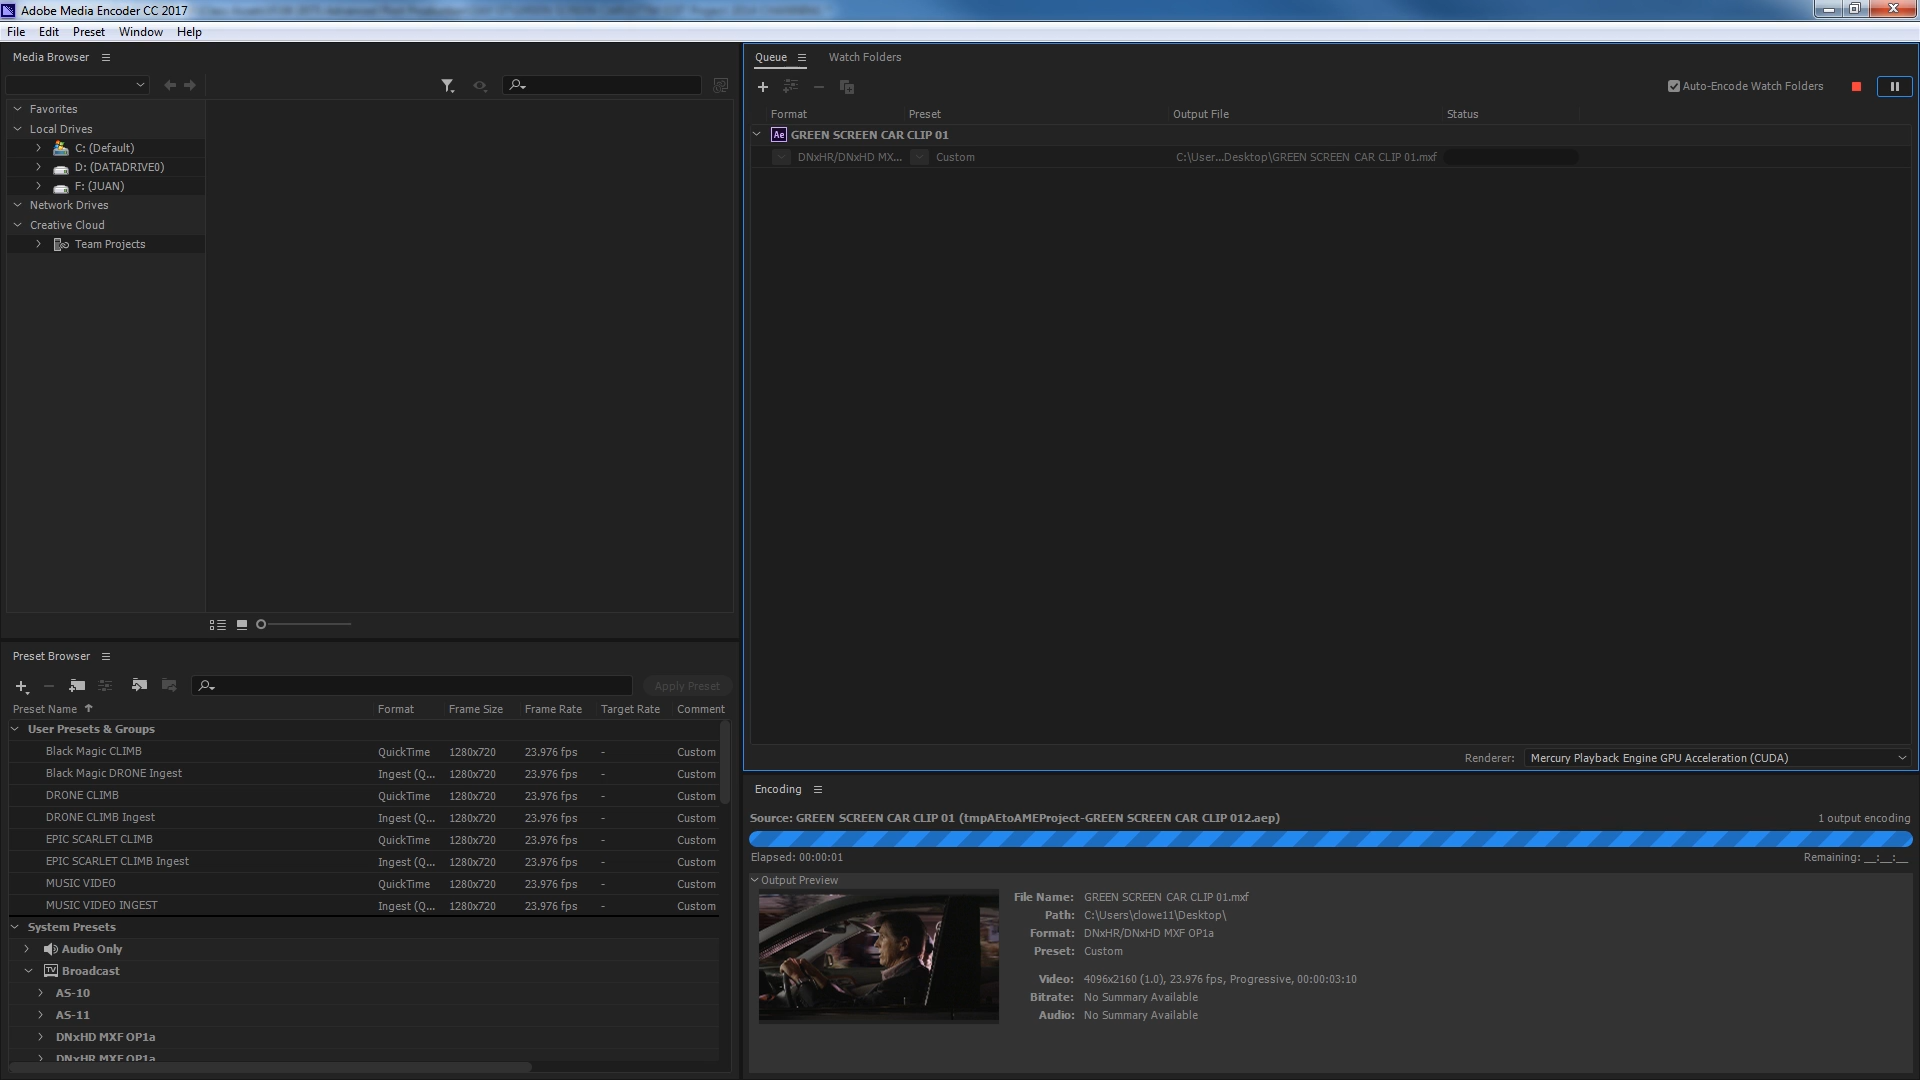 Adobe Media Encoder CC 2017
File Edit Preset Window Help
Media Browser
Favorites
Local Drives
C: (Default)
D: (DATADRIVE0)
F: (JUAN)
Network Drives
Creative Cloud
Team Projects
Queue Watch Folders
Auto-Encode Watch Folders
Format Preset Output File Status
Ae GREEN SCREEN CAR CLIP 01
DNxHR/DNxHD MX... Custom C:\User...Desktop\GREEN SCREEN CAR CLIP 01.mxf
Renderer: Mercury Playback Engine GPU Acceleration (CUDA)
Preset Browser
Apply Preset
Preset Name Format Frame Size Frame Rate Target Rate Comment
User Presets & Groups
Black Magic CLIMB QuickTime 1280x720 23.976 fps - Custom
Black Magic DRONE Ingest Ingest (Q... 1280x720 23.976 fps - Custom
DRONE CLIMB QuickTime 1280x720 23.976 fps - Custom
DRONE CLIMB Ingest Ingest (Q... 1280x720 23.976 fps - Custom
EPIC SCARLET CLIMB QuickTime 1280x720 23.976 fps - Custom
EPIC SCARLET CLIMB Ingest Ingest (Q... 1280x720 23.976 fps - Custom
MUSIC VIDEO QuickTime 1280x720 23.976 fps - Custom
MUSIC VIDEO INGEST Ingest (Q... 1280x720 23.976 fps - Custom
System Presets
Audio Only
TV Broadcast
AS-10
AS-11
DNxHD MXF OP1a
DNxHR MXF OP1a
Encoding
Source: GREEN SCREEN CAR CLIP 01 (tmpAEtoAMEProject-GREEN SCREEN CAR CLIP 012.aep) 1 output encoding
Elapsed: 00:00:01 Remaining: __:__:__
Output Preview
File Name: GREEN SCREEN CAR CLIP 01.mxf
Path: C:\Users\clowe11\Desktop\
Format: DNxHR/DNxHD MXF OP1a
Preset: Custom
Video: 4096x2160 (1.0), 23.976 fps, Progressive, 00:00:03:10
Bitrate: No Summary Available
Audio: No Summary Available